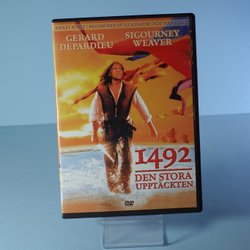 GERARD SIGOURNEY
DEPARDIEU WEAVER
1492
DEN STORA
UPPTÄCKTEN
DVD